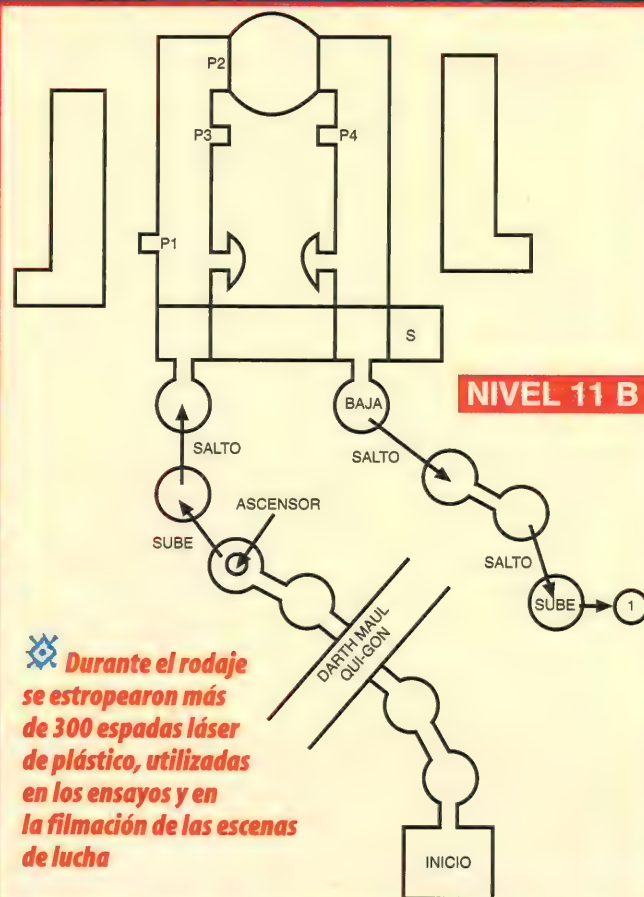 P2
P3
P4
P1
S
BAJA
NIVEL 11 B
SALTO
SALTO
ASCENSOR
SUBE
SALTO
SUBE
1
DARTH MAUL
QUI-GON
Durante el rodaje
se estropearon más
de 300 espadas láser
de plástico, utilizadas
en los ensayos y en
la filmación de las escenas
de lucha
INICIO